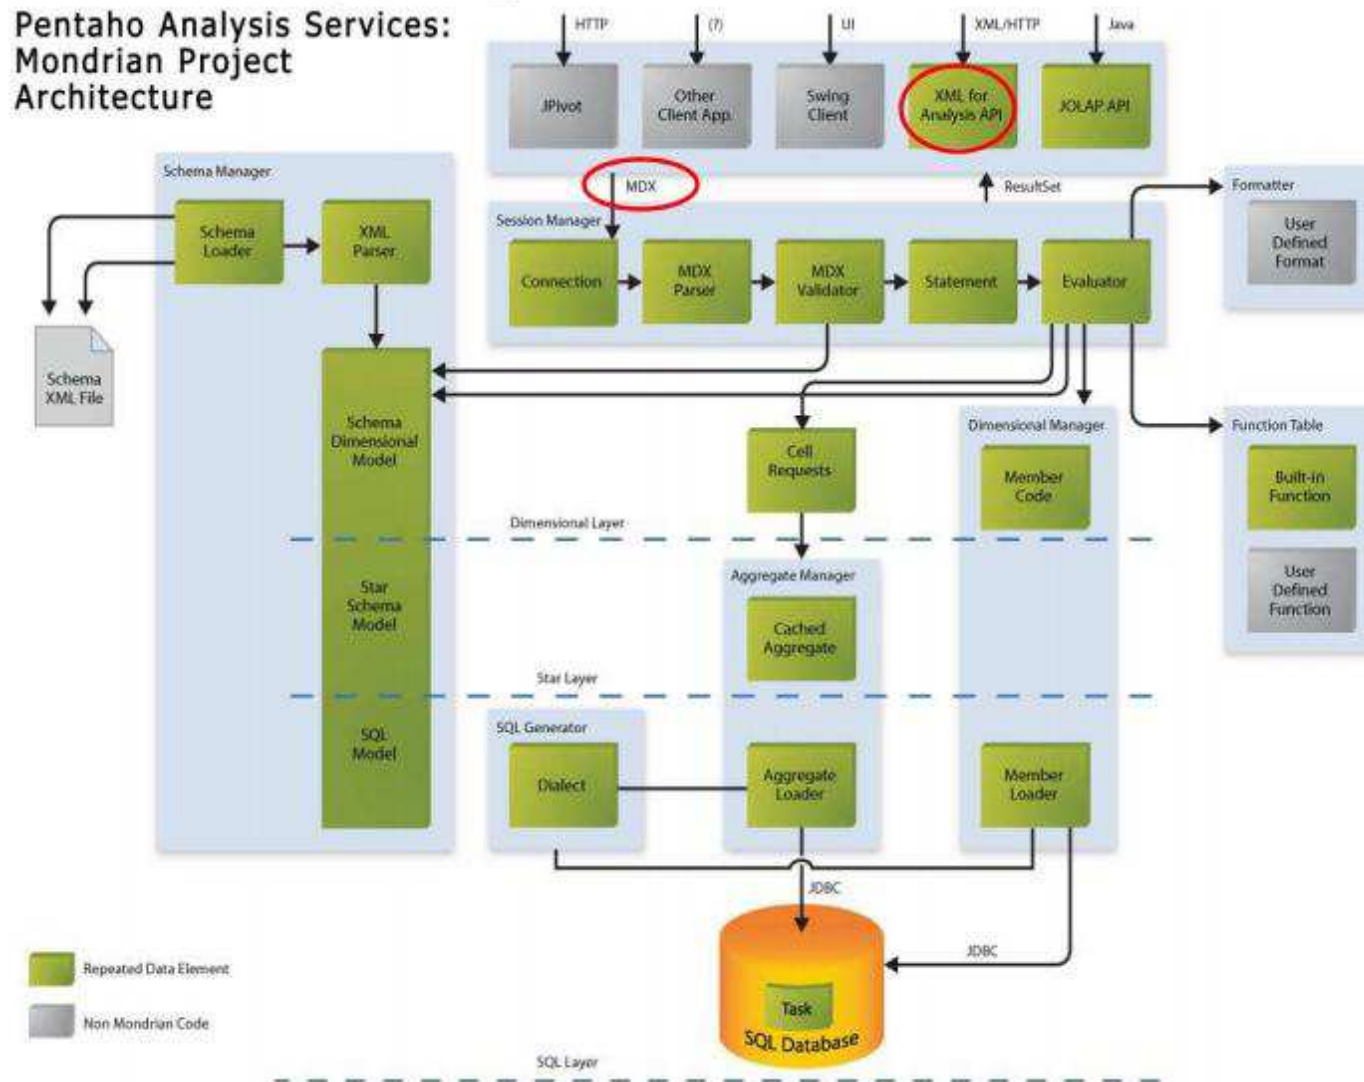 Pentaho Analysis Services:
Mondrian Project
Architecture
HTTP
(?)
UI
XML/HTTP
Java
JPivot
Other
Client App.
Swing
Client
XML for
Analysis API
JOLAP API
MDX
ResultSet
Schema Manager
Schema
Loader
XML
Parser
Schema
XML File
Schema
Dimensional
Model
Star
Schema
Model
SQL
Model
Session Manager
Connection
MDX
Parser
MDX
Validator
Statement
Evaluator
Formatter
User
Defined
Format
Cell
Requests
Dimensional Manager
Member
Code
Function Table
Built-in
Function
User
Defined
Function
Dimensional Layer
Aggregate Manager
Cached
Aggregate
Star Layer
SQL Generator
Dialect
Aggregate
Loader
Member
Loader
JDBC
JDBC
Task
SQL Database
Repeated Data Element
Non Mondrian Code
SQL Layer